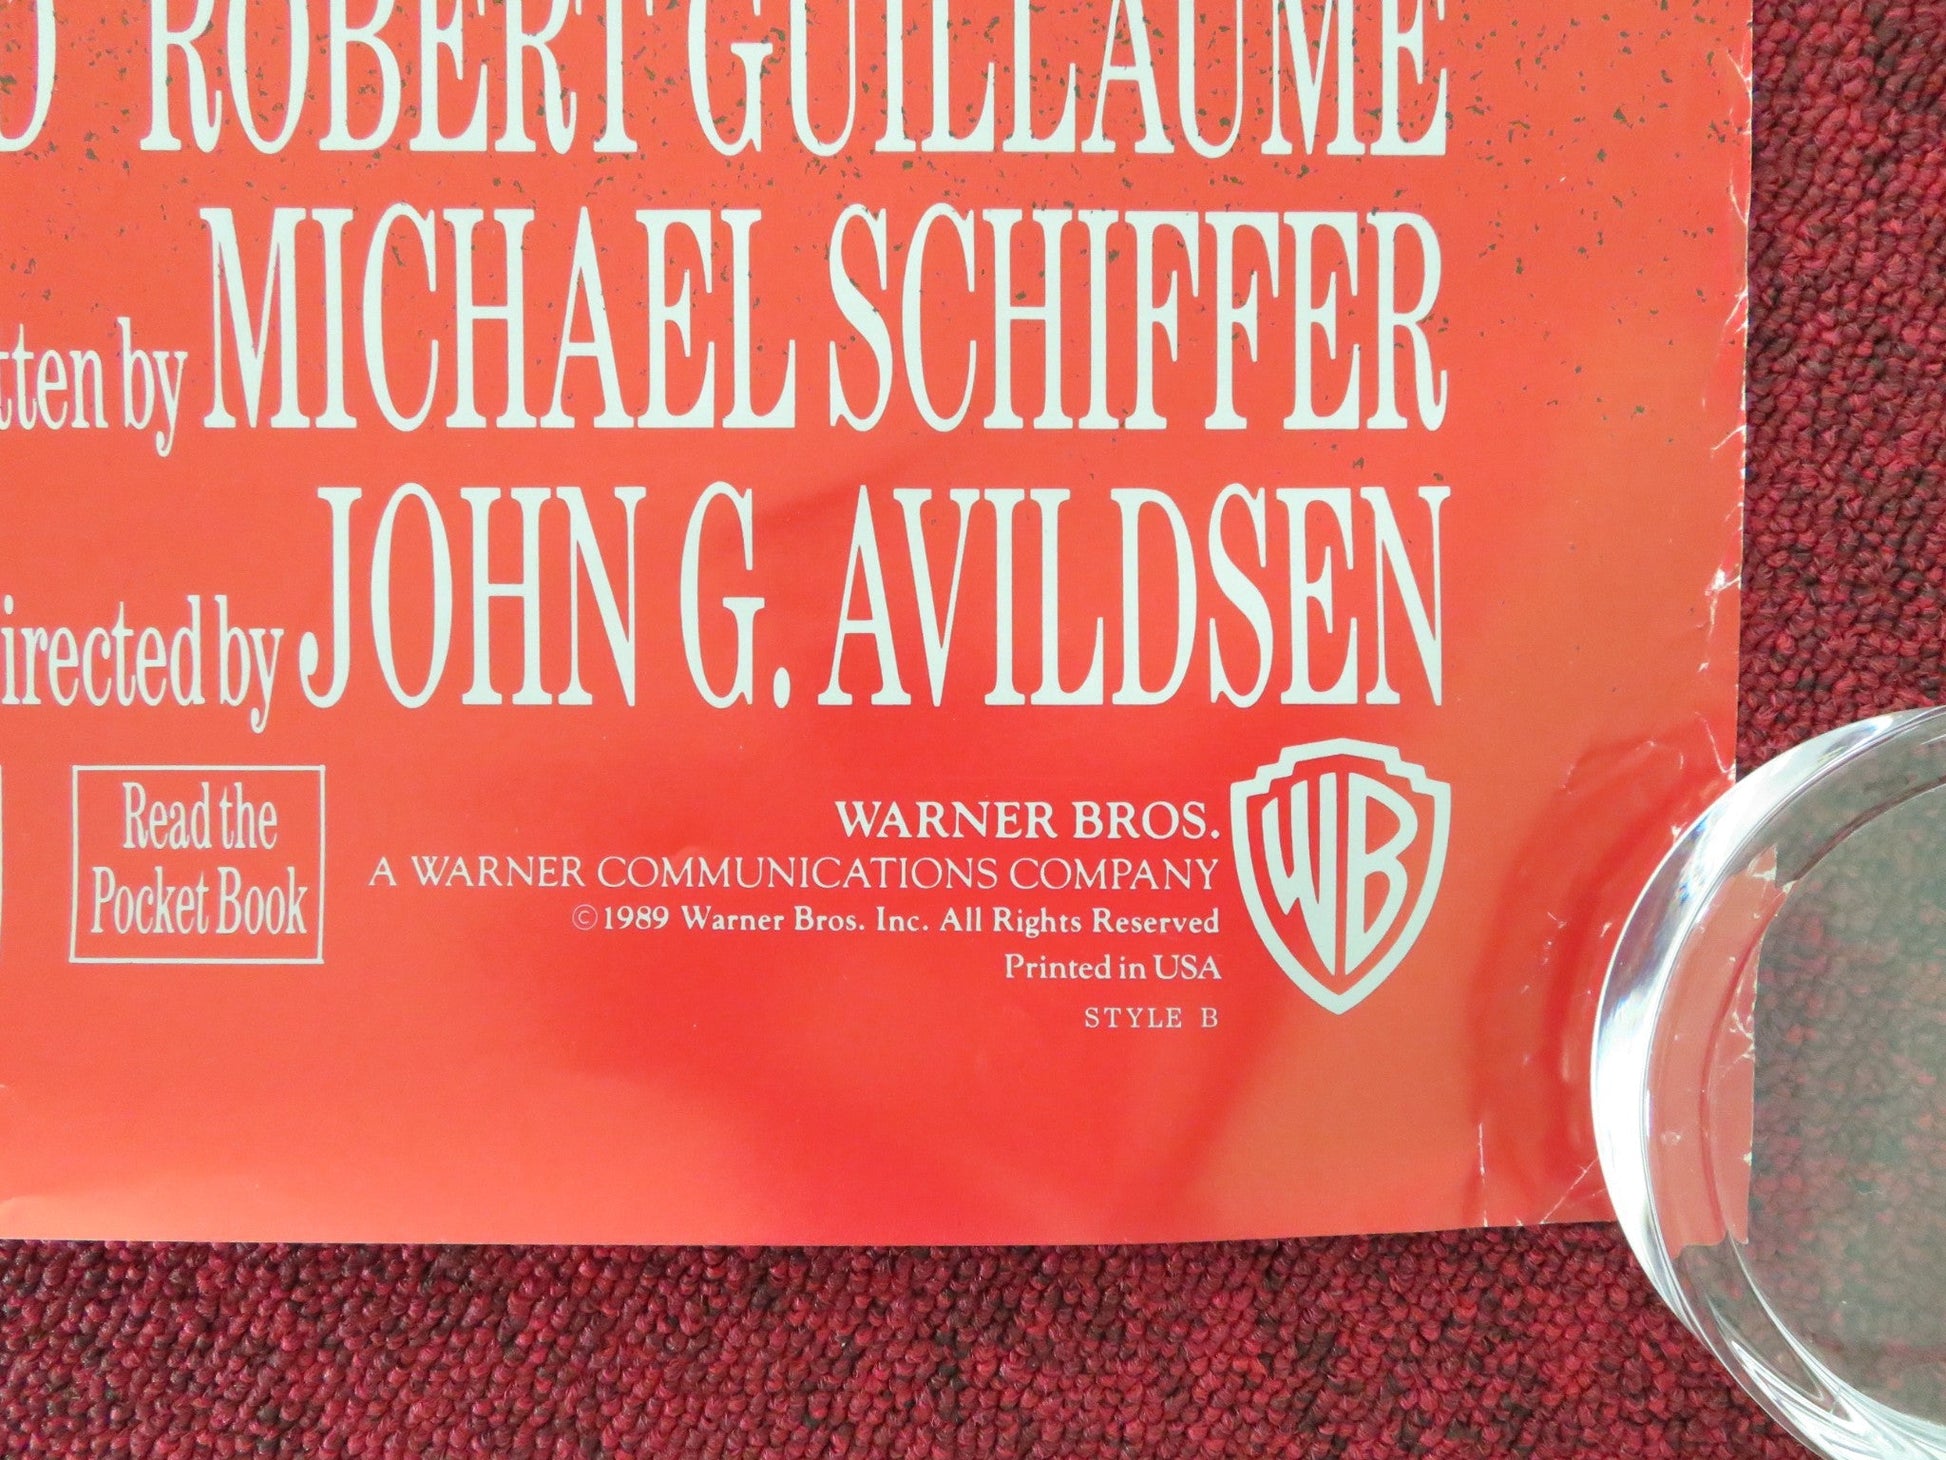 ROBERT GUILLAUME
tten by MICHAEL SCHIFFER
irected by JOHN G. AVILDSEN
Read the
Pocket Book
WARNER BROS.
A WARNER COMMUNICATIONS COMPANY
©1989 Warner Bros. Inc. All Rights Reserved
Printed in USA
STYLE B
WB